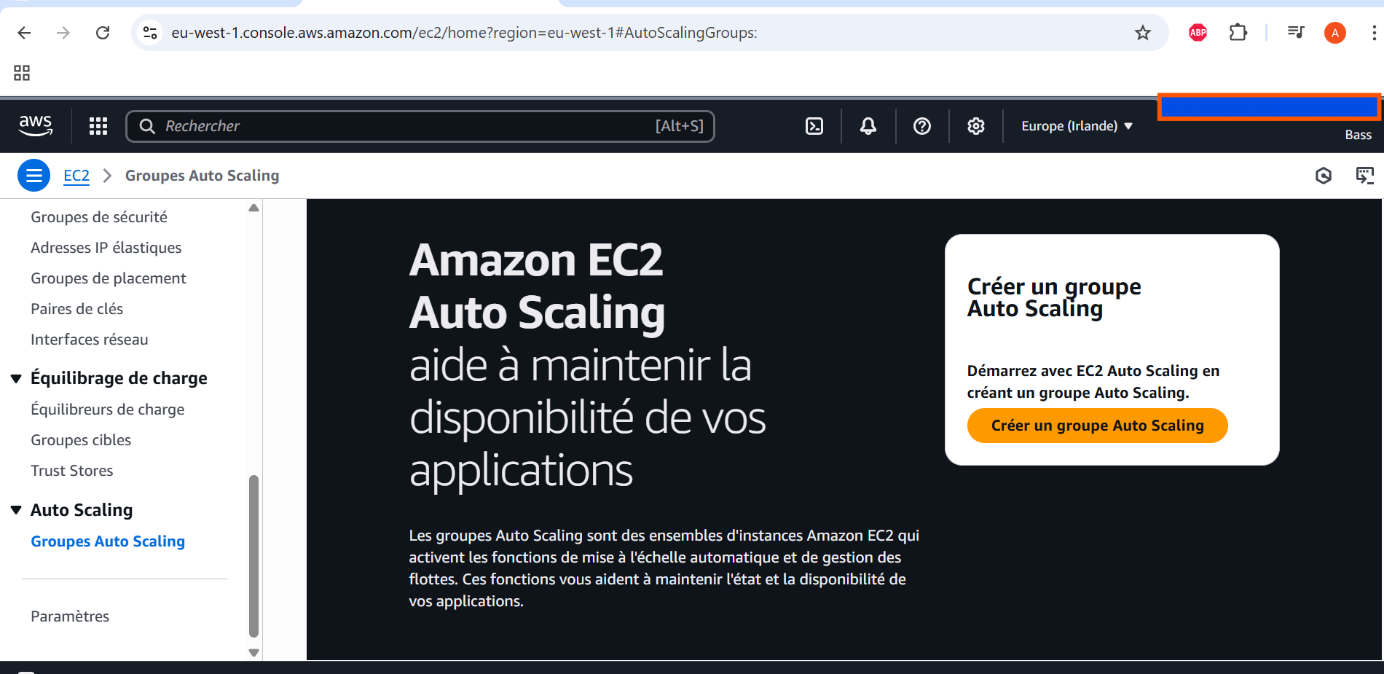 eu-west-1.console.aws.amazon.com/ec2/home?region=eu-west-1#AutoScalingGroups:
ABP
A
aws
Rechercher
[Alt+S]
Europe (Irlande)
Bass
EC2
Groupes Auto Scaling
Groupes de sécurité
Adresses IP élastiques
Groupes de placement
Paires de clés
Interfaces réseau
Équilibrage de charge
Équilibreurs de charge
Groupes cibles
Trust Stores
Auto Scaling
Groupes Auto Scaling
Paramètres
Amazon EC2
Auto Scaling
aide à maintenir la
disponibilité de vos
applications
Les groupes Auto Scaling sont des ensembles d'instances Amazon EC2 qui
activent les fonctions de mise à l'échelle automatique et de gestion des
flottes. Ces fonctions vous aident à maintenir l'état et la disponibilité de
vos applications.
Créer un groupe
Auto Scaling
Démarrez avec EC2 Auto Scaling en
créant un groupe Auto Scaling.
Créer un groupe Auto Scaling